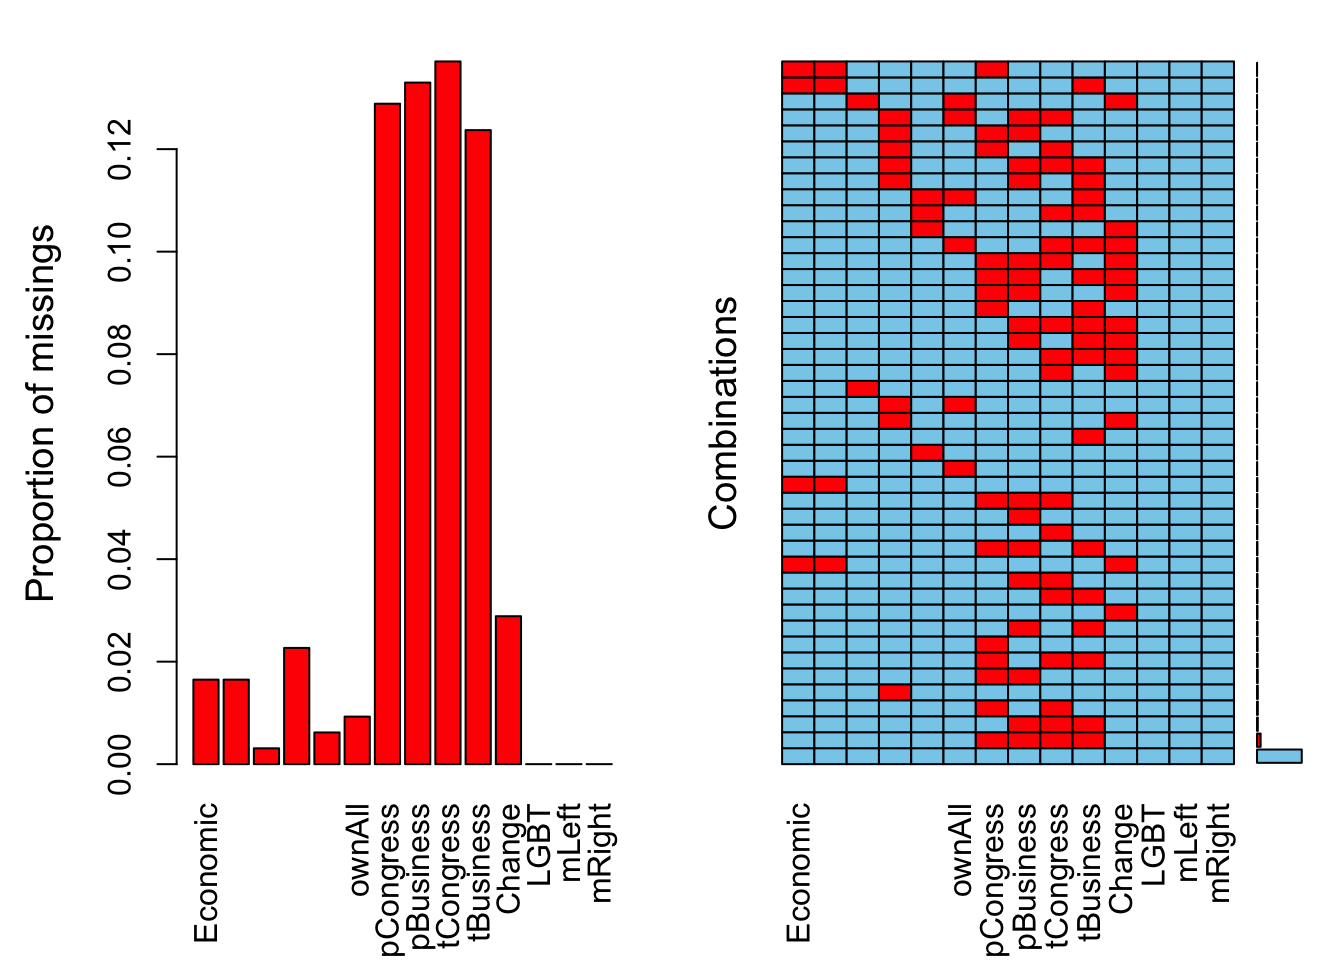 Proportion of missings
0.12
0.10
0.08
0.06
0.04
0.02
0.00
Economic
ownAll
pCongress
pBusiness
tCongress
tBusiness
Change
LGBT
mLeft
mRight
Combinations
Economic
ownAll
pCongress
pBusiness
tCongress
tBusiness
Change
LGBT
mLeft
mRight